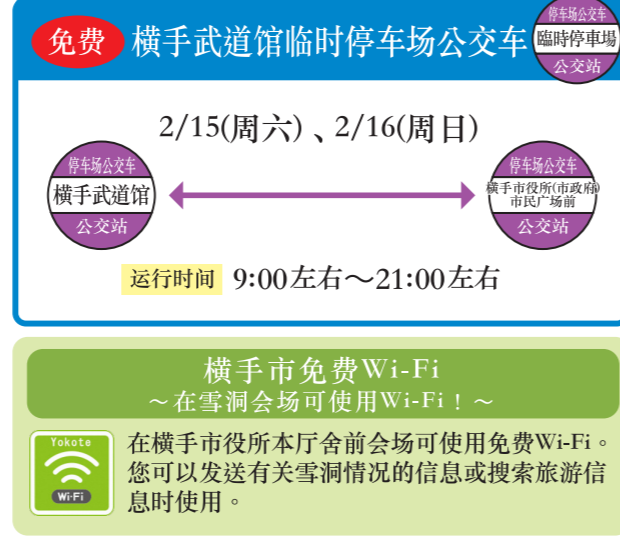 停车场公交车
免费 横手武道馆临时停车场公交车 臨時停車場
公交站
2/15(周六)、2/16(周日)
停车场公交车
横手武道馆
公交站
停车场公交车
横手市役所(市政府)
市民广场前
公交站
运行时间 9:00左右～21:00左右
横手市免费Wi-Fi
～在雪洞会场可使用Wi-Fi！～
Yokote
Wi-Fi
在横手市役所本厅舍前会场可使用免费Wi-Fi。
您可以发送有关雪洞情况的信息或搜索旅游信
息时使用。